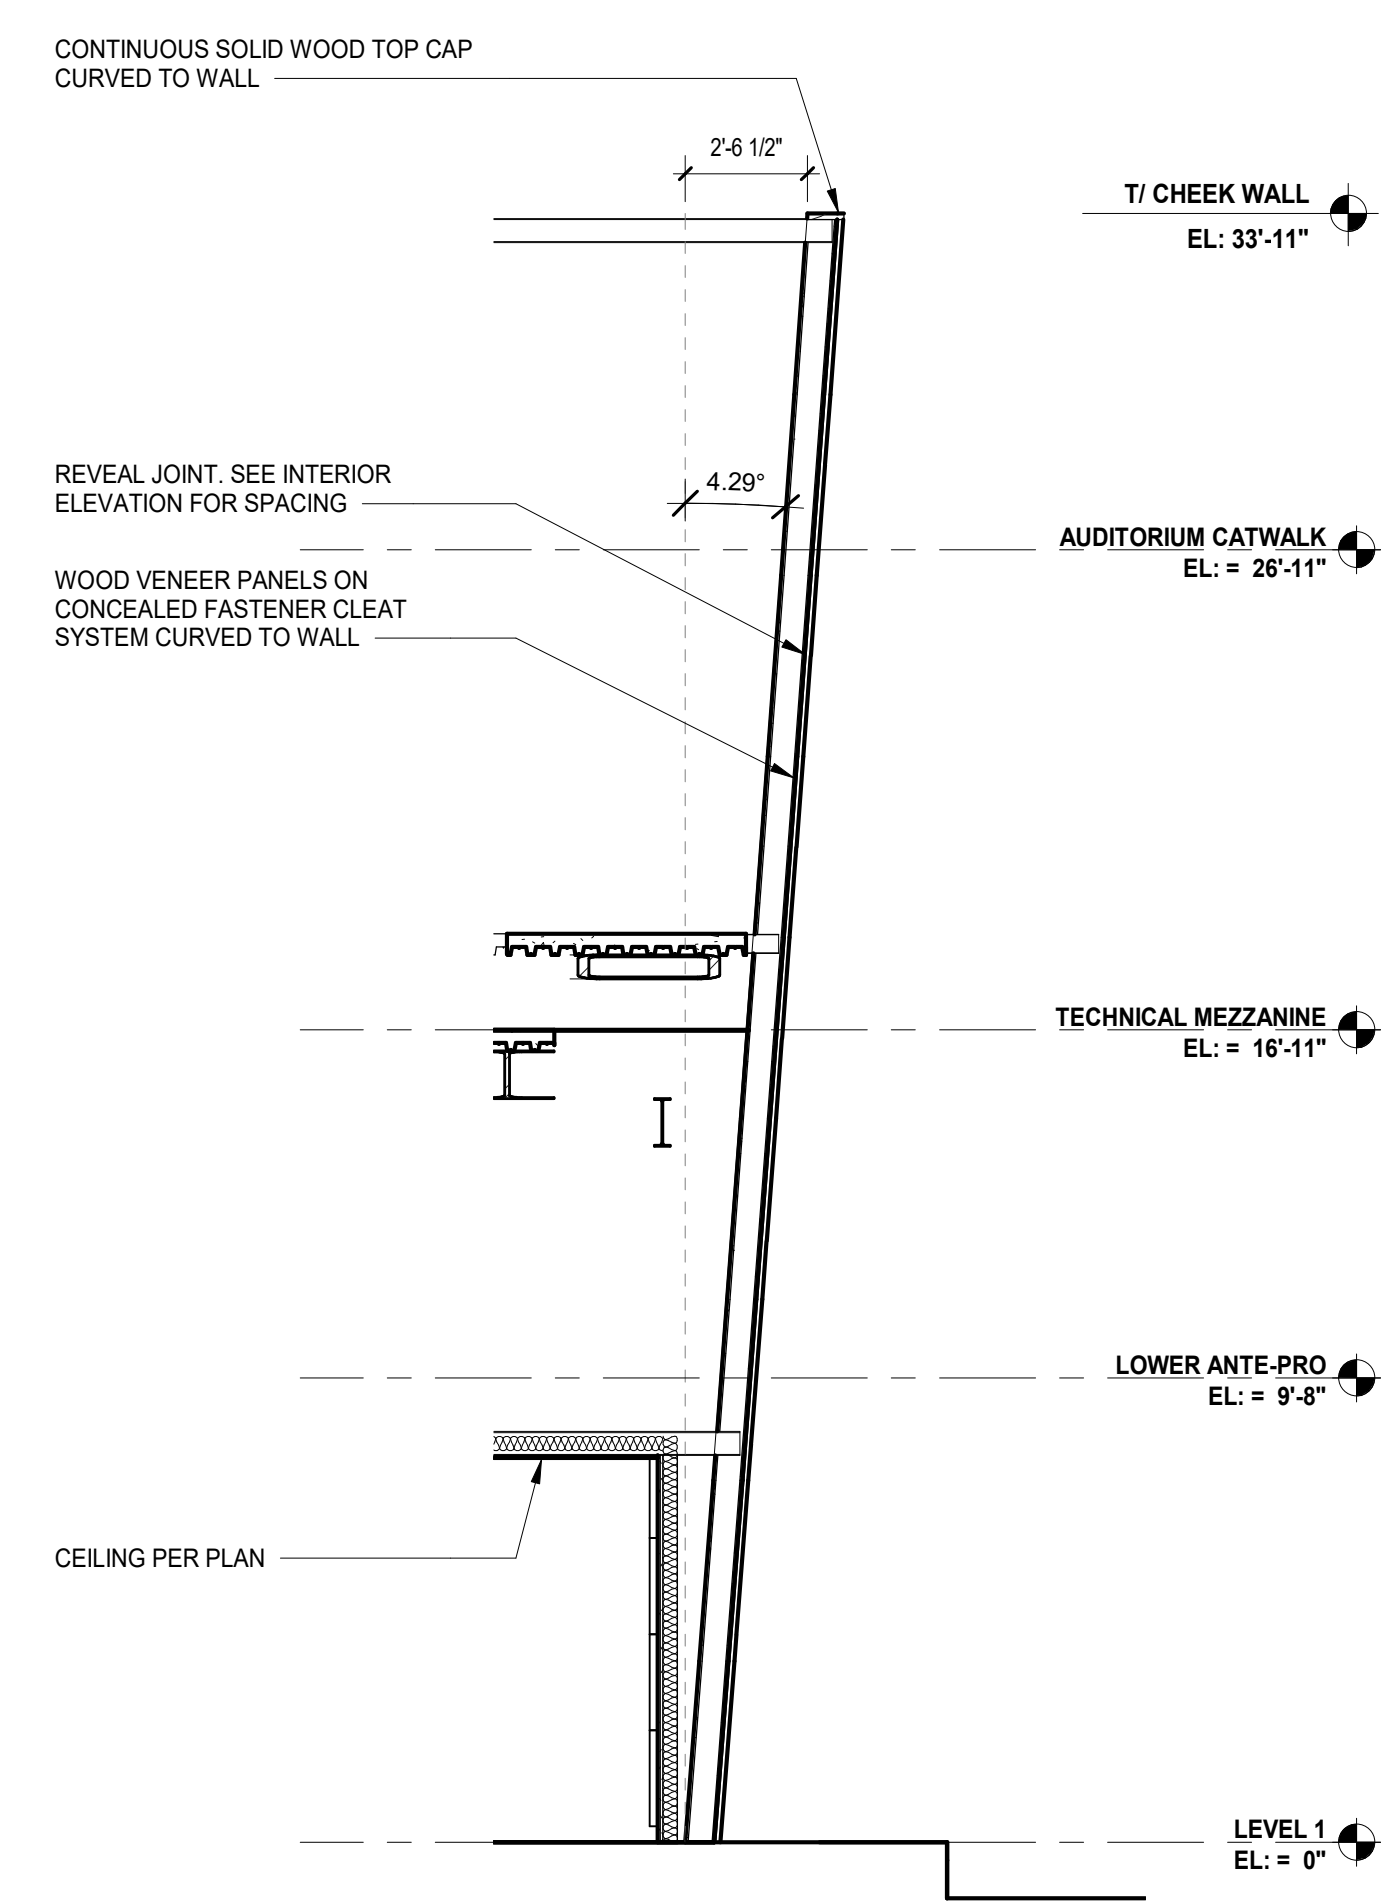 CONTINUOUS SOLID WOOD TOP CAP
CURVED TO WALL
2'-6 1/2"
T/ CHEEK WALL
EL: 33'-11"
REVEAL JOINT. SEE INTERIOR
ELEVATION FOR SPACING
4.29°
AUDITORIUM CATWALK
EL: = 26'-11"
WOOD VENEER PANELS ON
CONCEALED FASTENER CLEAT
SYSTEM CURVED TO WALL
TECHNICAL MEZZANINE
EL: = 16'-11"
LOWER ANTE-PRO
EL: = 9'-8"
CEILING PER PLAN
LEVEL 1
EL: = 0"